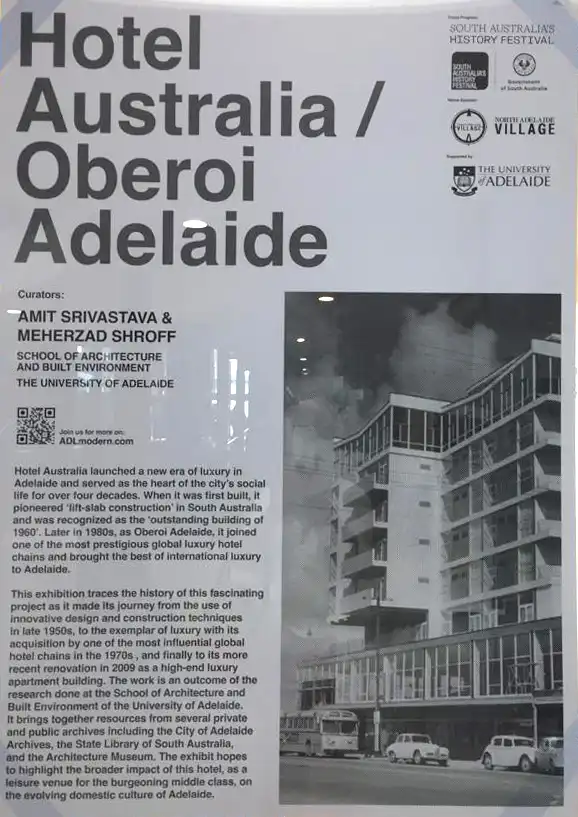 Hotel
Australia /
Oberoi
Adelaide
SOUTH AUSTRALIA'S
HISTORY FESTIVAL
SOUTH
AUSTRALIA'S
HISTORY
FESTIVAL
Government
of South Australia
VILLAGE
NORTH ADELAIDE
VILLAGE
Supported by
THE UNIVERSITY
of ADELAIDE
Curators:
AMIT SRIVASTAVA &
MEHERZAD SHROFF
SCHOOL OF ARCHITECTURE
AND BUILT ENVIRONMENT
THE UNIVERSITY OF ADELAIDE
Join us for more on:
ADLmodern.com
Hotel Australia launched a new era of luxury in
Adelaide and served as the heart of the city's social
life for over four decades. When it was first built, it
pioneered 'lift-slab construction' in South Australia
and was recognized as the 'outstanding building of
1960'. Later in 1980s, as Oberoi Adelaide, it joined
one of the most prestigious global luxury hotel
chains and brought the best of international luxury
to Adelaide.
This exhibition traces the history of this fascinating
project as it made its journey from the use of
innovative design and construction techniques
in late 1950s, to the exemplar of luxury with its
acquisition by one of the most influential global
hotel chains in the 1970s , and finally to its more
recent renovation in 2009 as a high-end luxury
apartment building. The work is an outcome of the
research done at the School of Architecture and
Built Environment of the University of Adelaide.
It brings together resources from several private
and public archives including the City of Adelaide
Archives, the State Library of South Australia,
and the Architecture Museum. The exhibit hopes
to highlight the broader impact of this hotel, as a
leisure venue for the burgeoning middle class, on
the evolving domestic culture of Adelaide.